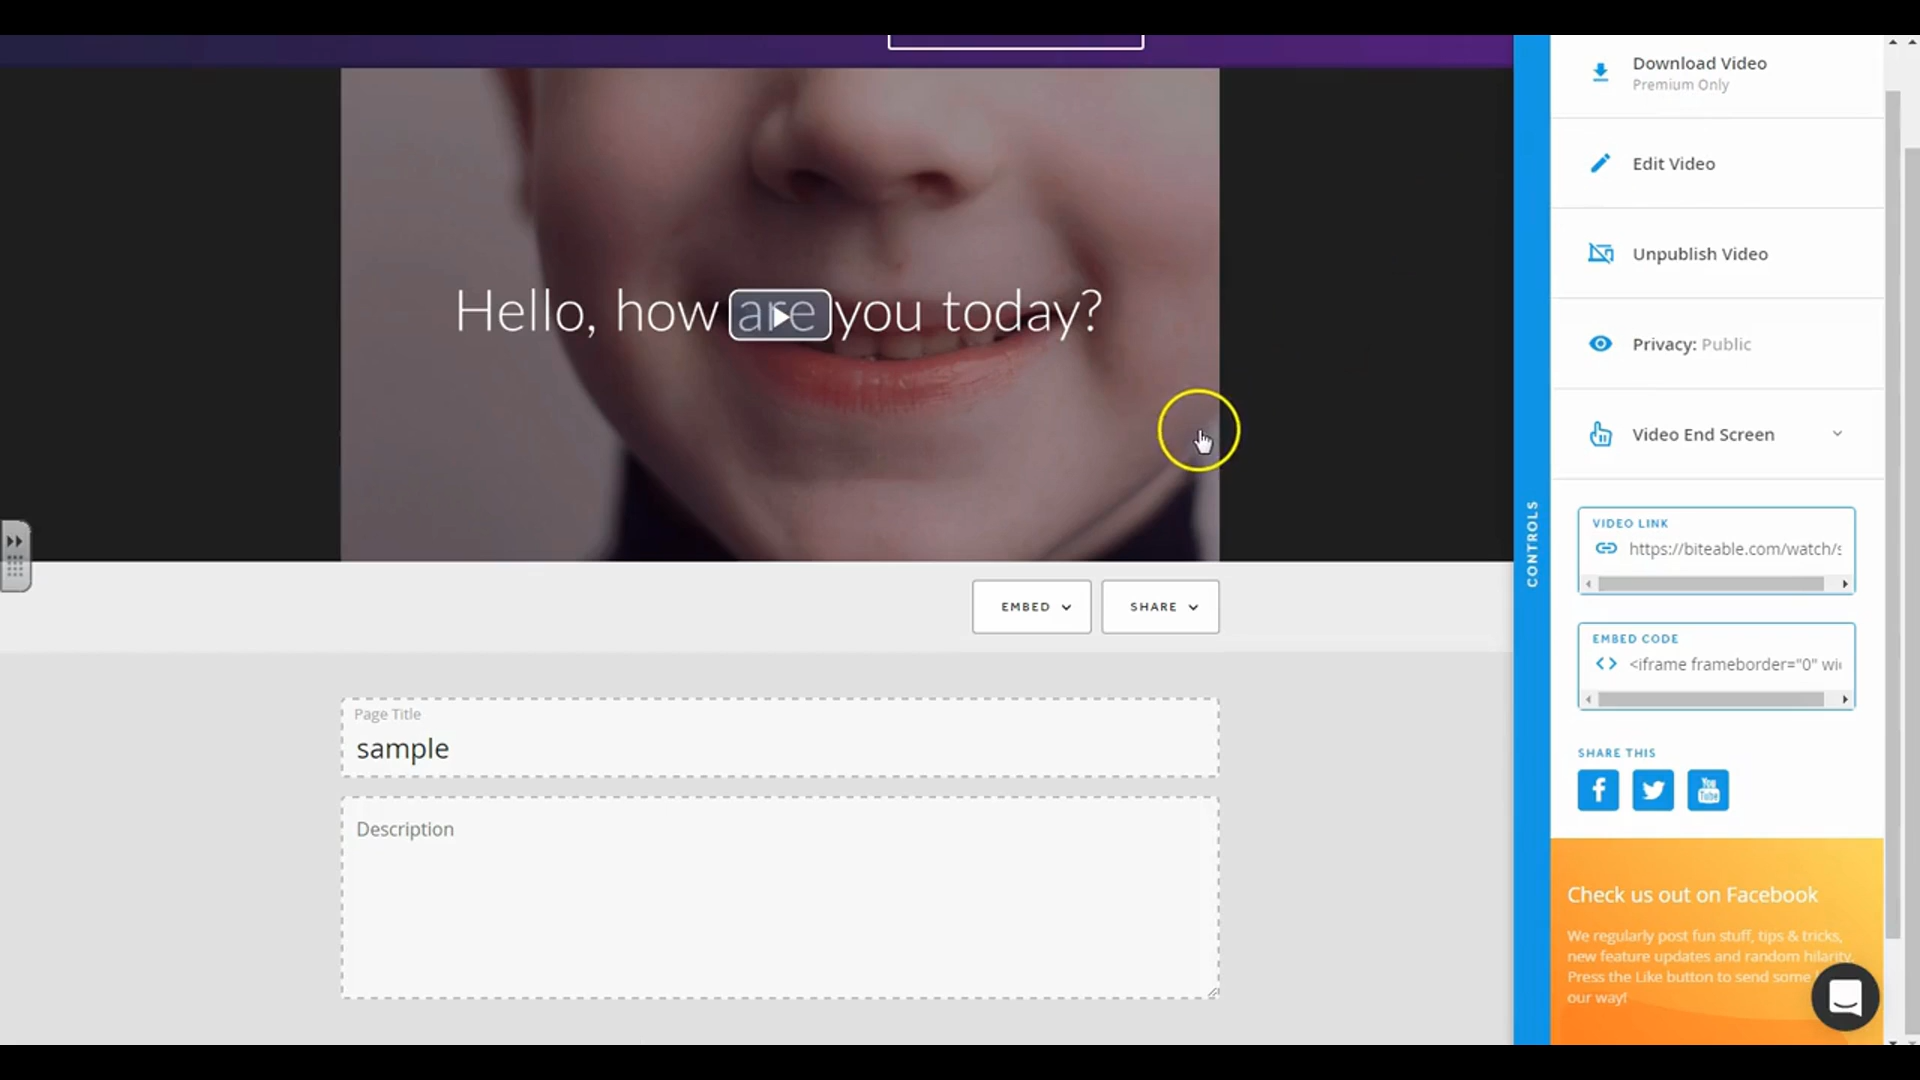 Hello, how are you today?
EMBED
SHARE
Page Title
sample
Description
CONTROLS
Download Video
Premium Only
Edit Video
Unpublish Video
Privacy: Public
Video End Screen
VIDEO LINK
https://biteable.com/watch/s
EMBED CODE
<iframe frameborder="0" wi
SHARE THIS
You
Tube
Check us out on Facebook
We regularly post fun stuff, tips & tricks,
new feature updates and random hilarity.
Press the Like button to send some
our way!